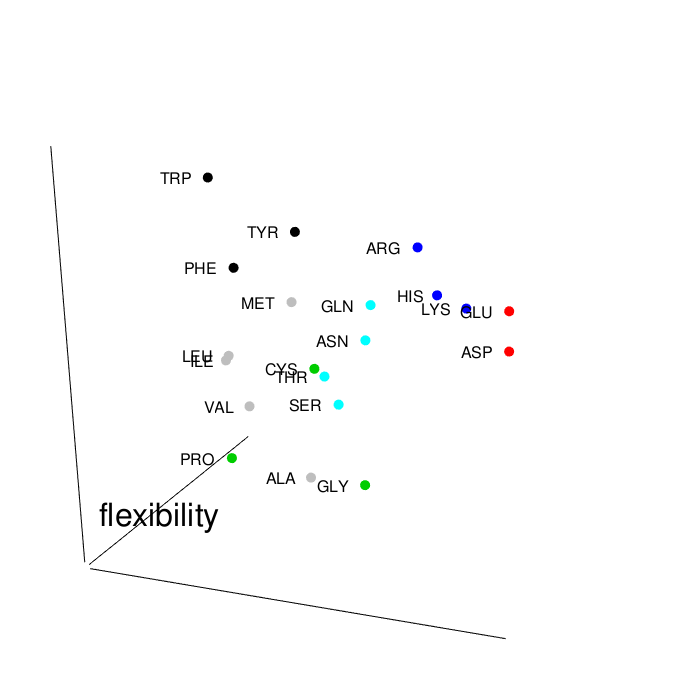 TRP
TYR
ARG
PHE
HIS
MET
GLN
LYS
GLU
ASN
ASP
LEU
ILE
CYS
THR
VAL
SER
PRO
ALA
GLY
flexibility